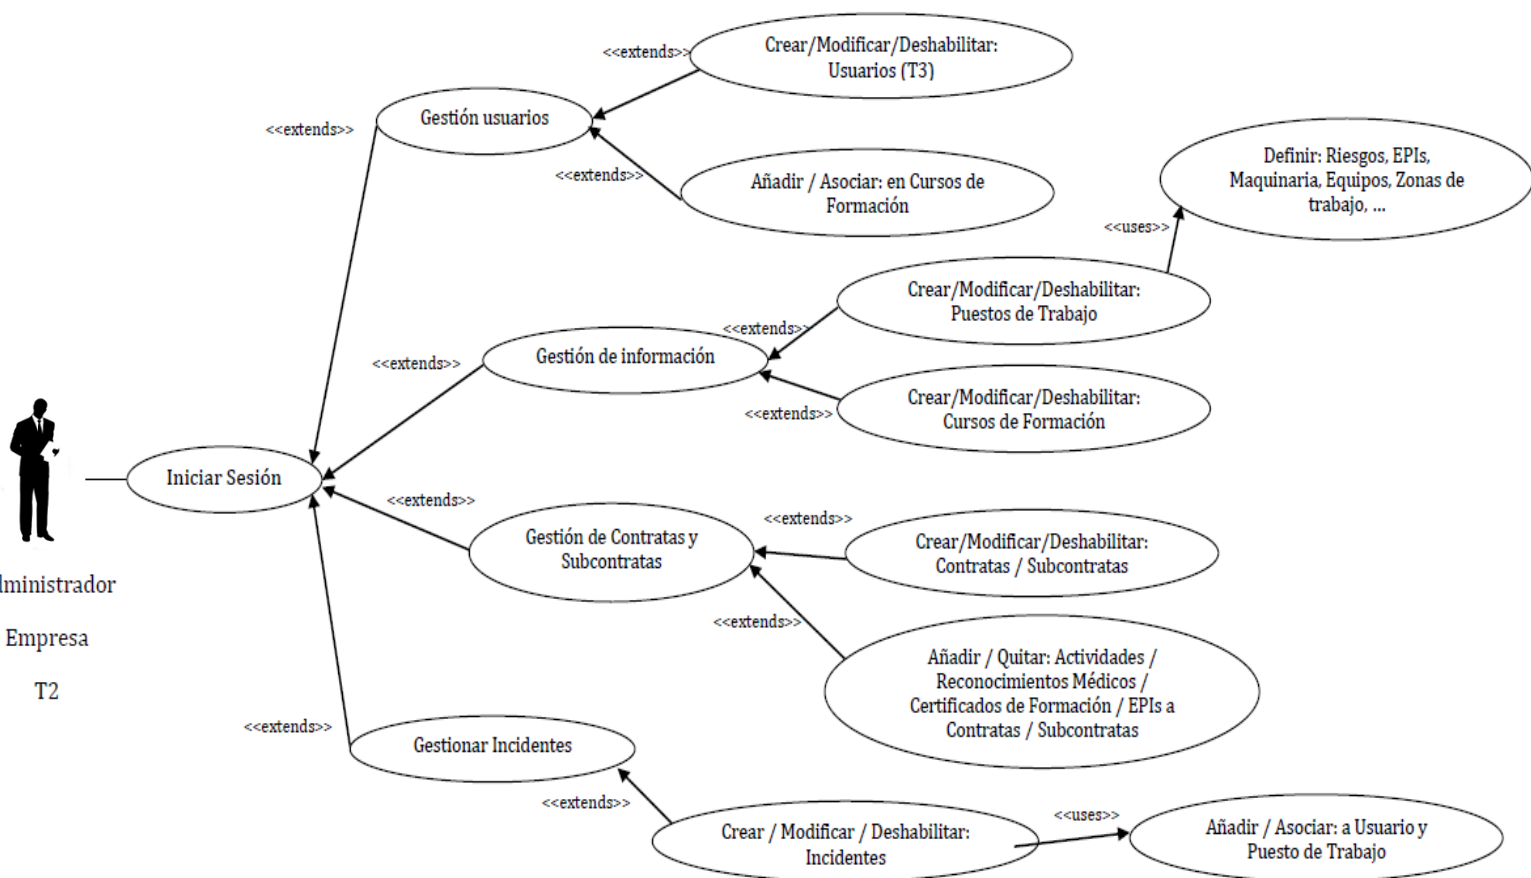 <<extends>>
Crear/Modificar/Deshabilitar:
Usuarios (T3)
<<extends>>
Gestión usuarios
<<extends>>
Añadir / Asociar: en Cursos de
Formación
Definir: Riesgos, EPIs,
Maquinaria, Equipos, Zonas de
trabajo, ...
<<uses>>
Crear/Modificar/Deshabilitar:
Puestos de Trabajo
<<extends>>
<<extends>>
Gestión de información
Crear/Modificar/Deshabilitar:
Cursos de Formación
<<extends>>
Iniciar Sesión
<<extends>>
Gestión de Contratas y
Subcontratas
<<extends>>
Crear/Modificar/Deshabilitar:
Contratas / Subcontratas
<<extends>>
Añadir / Quitar: Actividades /
Reconocimientos Médicos /
Certificados de Formación / EPIs a
Contratas / Subcontratas
dministrador
Empresa
T2
<<extends>>
Gestionar Incidentes
<<extends>>
Crear / Modificar / Deshabilitar:
Incidentes
<<uses>>
Añadir / Asociar: a Usuario y
Puesto de Trabajo